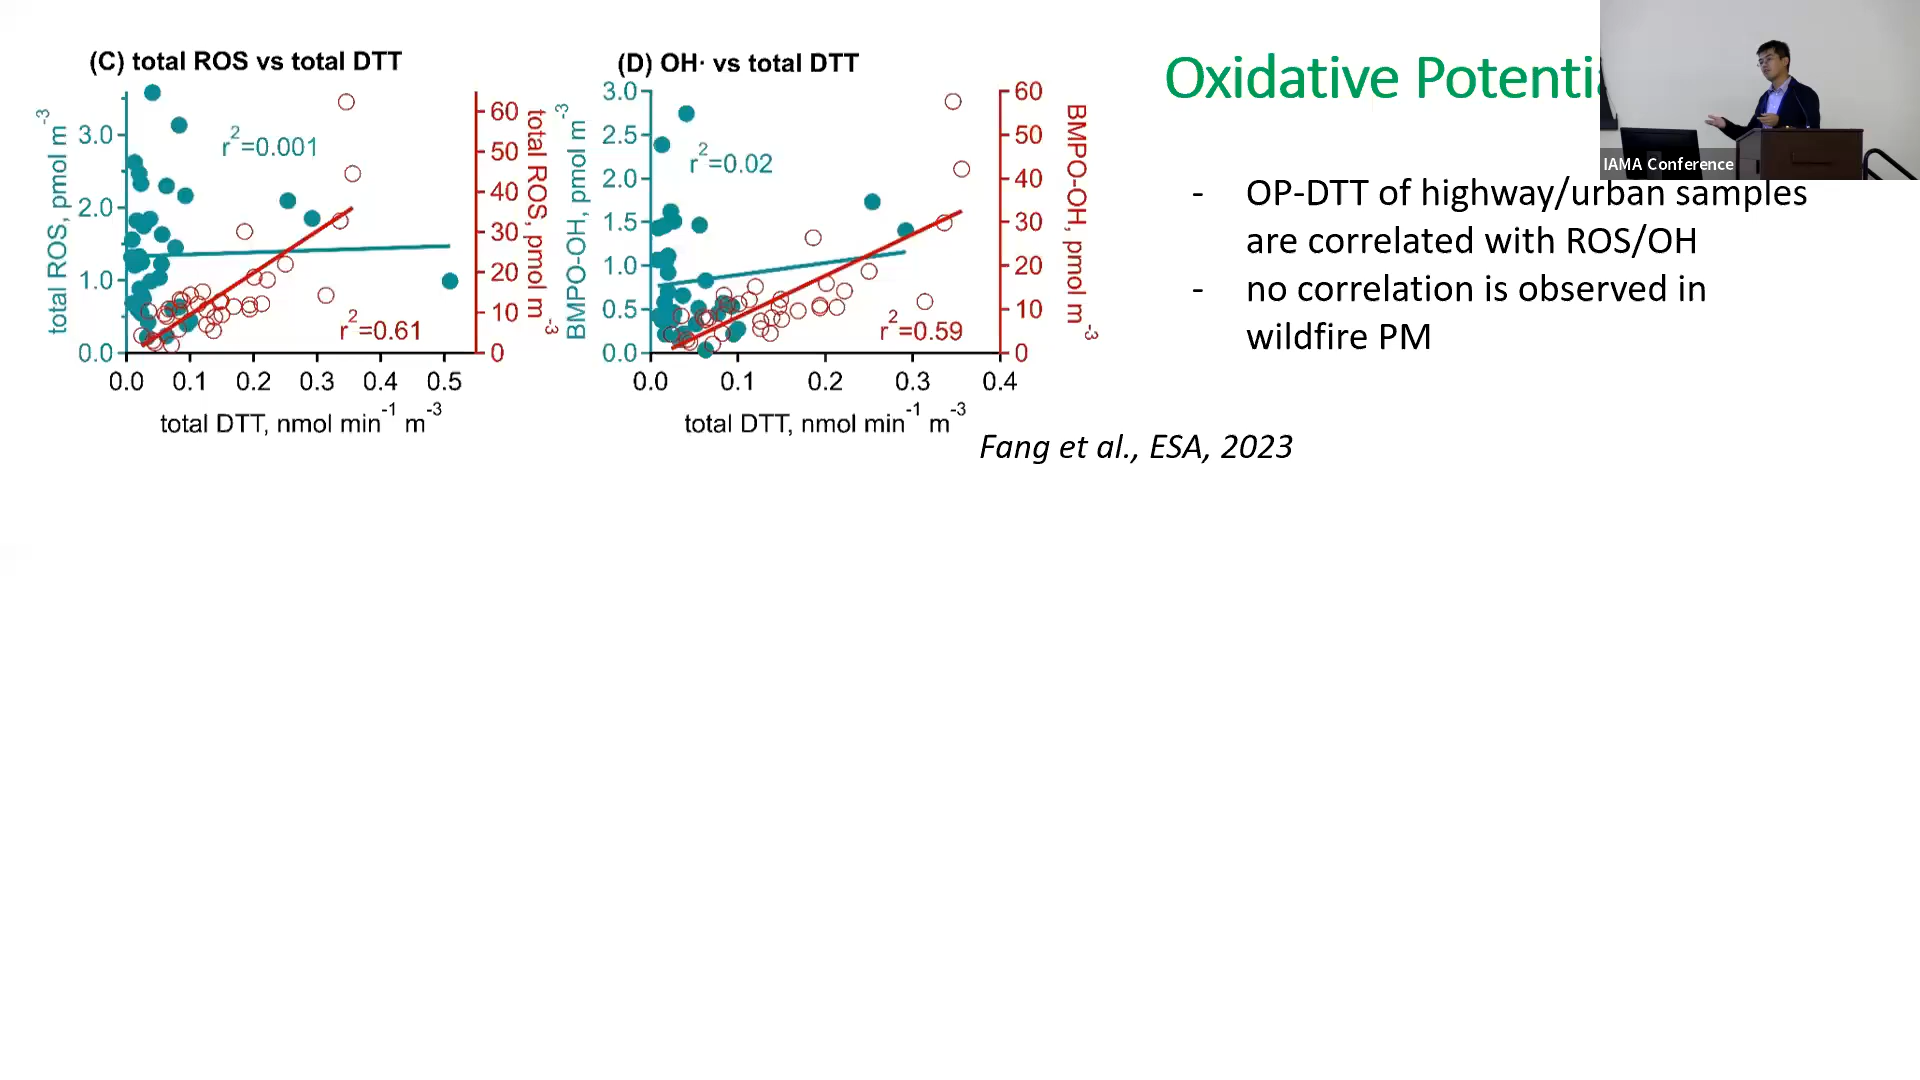 (C) total ROS vs total DTT
total ROS, pmol m⁻³
3.0
2.0
1.0
0.0
r²=0.001
r²=0.61
60
50
40
30
20
10
0
total ROS, pmol m⁻³
0.0 0.1 0.2 0.3 0.4 0.5
total DTT, nmol min⁻¹ m⁻³
(D) OH· vs total DTT
BMPO-OH, pmol m⁻³
3.0
2.5
2.0
1.5
1.0
0.5
0.0
r²=0.02
r²=0.59
60
50
40
30
20
10
0
BMPO-OH, pmol m⁻³
0.0 0.1 0.2 0.3 0.4
total DTT, nmol min⁻¹ m⁻³
Fang et al., ESA, 2023
Oxidative
IAMA Conference
- OP-DTT of highway/urban samples
are correlated with ROS/OH
- no correlation is observed in
wildfire PM